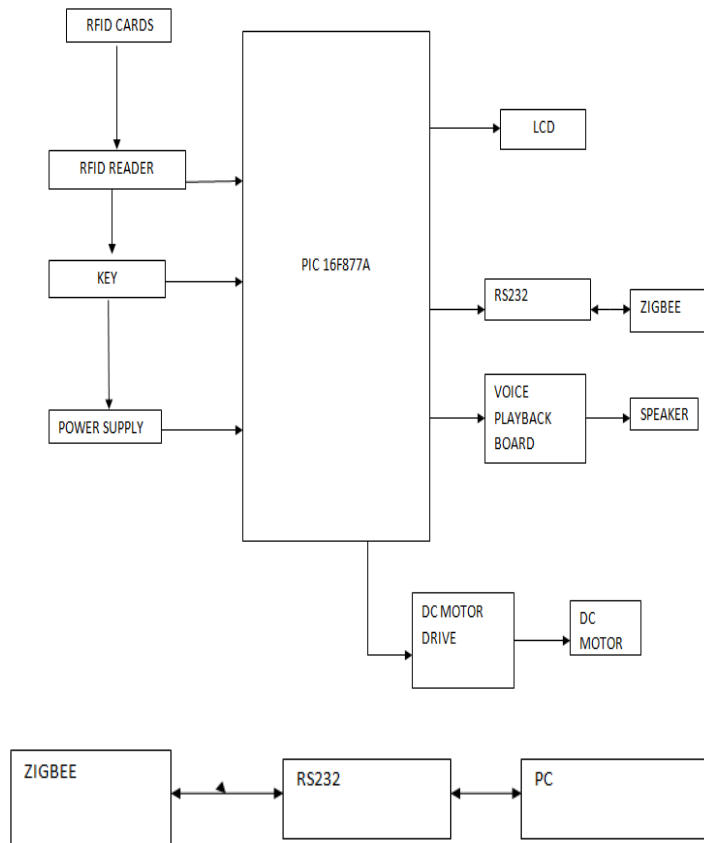 RFID CARDS
LCD
RFID READER
PIC 16F877A
KEY
RS232
ZIGBEE
VOICE
PLAYBACK
BOARD
SPEAKER
POWER SUPPLY
DC MOTOR
DRIVE
DC
MOTOR
ZIGBEE
RS232
PC